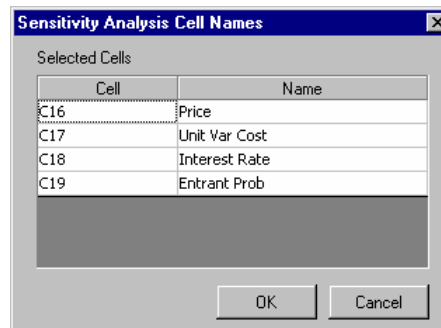 Sensitivity Analysis Cell Names
Selected Cells
Cell Name
C16 Price
C17 Unit Var Cost
C18 Interest Rate
C19 Entrant Prob
OK Cancel